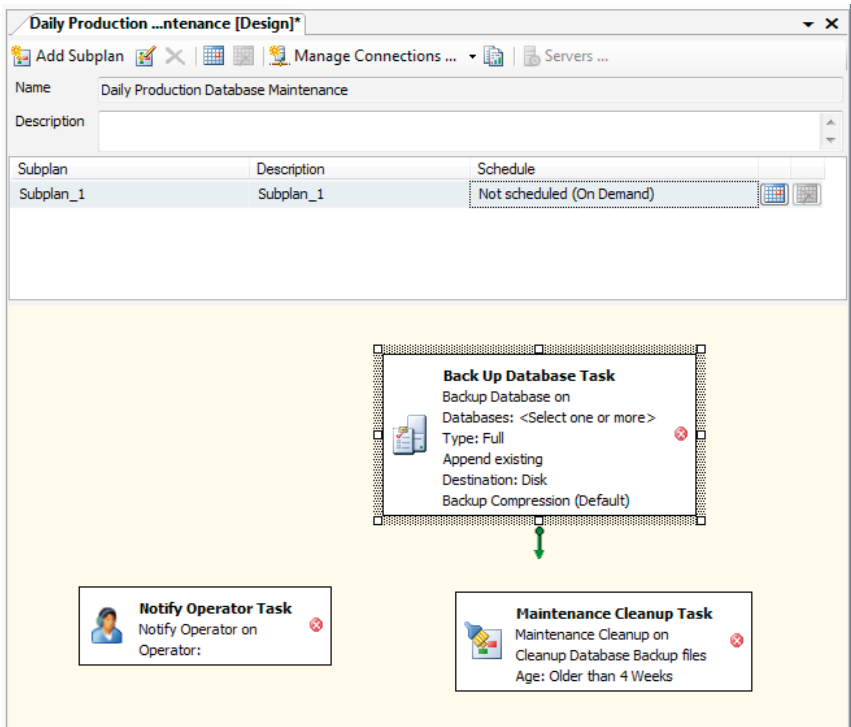 Daily Production ...ntenance [Design]*
Add Subplan Manage Connections ... Servers ...
Name Daily Production Database Maintenance
Description
Subplan Description Schedule
Subplan_1 Subplan_1 Not scheduled (On Demand)
Back Up Database Task
Backup Database on
Databases: <Select one or more>
Type: Full
Append existing
Destination: Disk
Backup Compression (Default)
Notify Operator Task
Notify Operator on
Operator:
Maintenance Cleanup Task
Maintenance Cleanup on
Cleanup Database Backup files
Age: Older than 4 Weeks